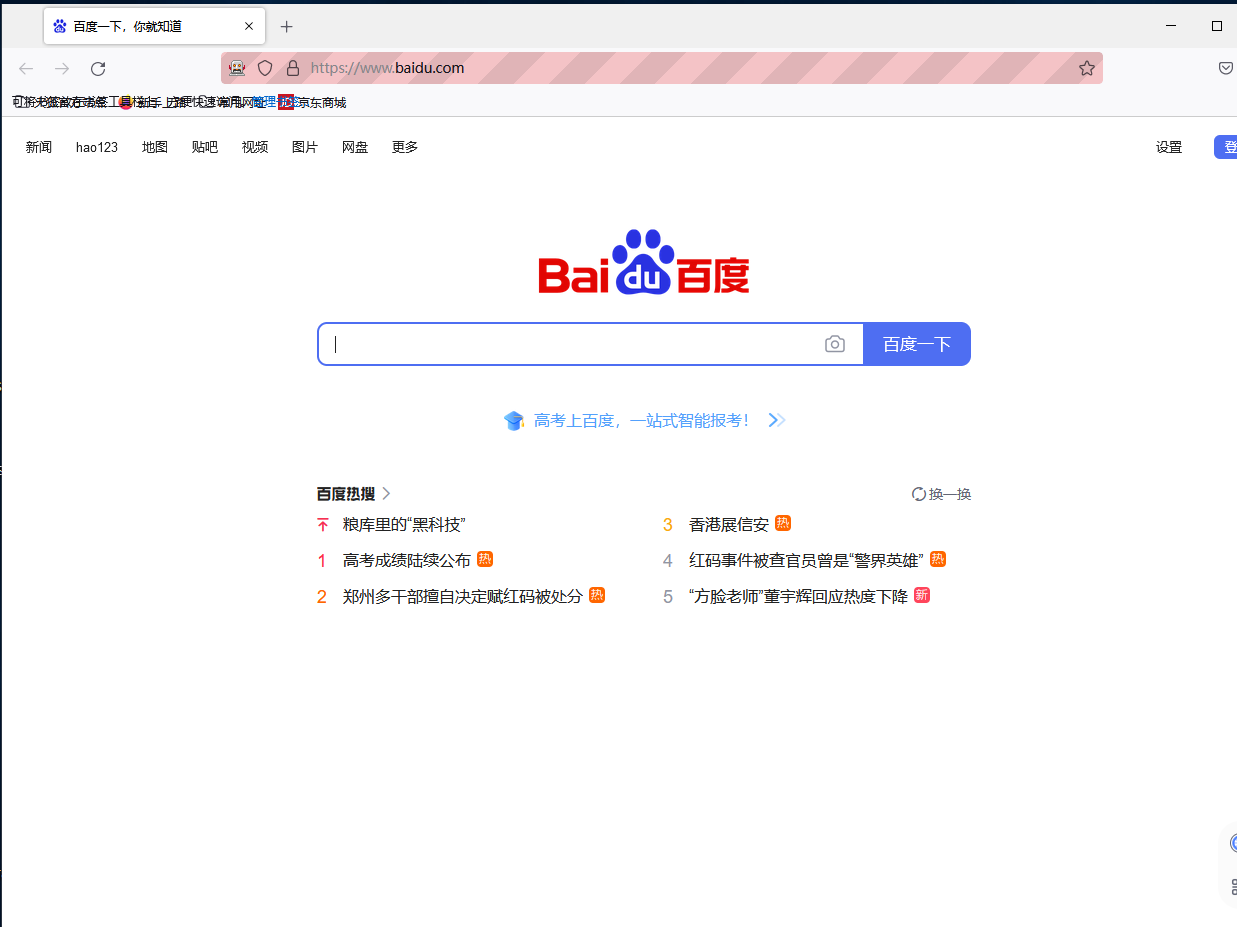 百度一下，你就知道
https://www.baidu.com
京东商城
新闻 hao123 地图 贴吧 视频 图片 网盘 更多 设置 登
Bai du 百度
百度一下
高考上百度，一站式智能报考！
百度热搜 换一换
粮库里的“黑科技”
1 高考成绩陆续公布 热
2 郑州多干部擅自决定赋红码被处分 热
3 香港展信安 热
4 红码事件被查官员曾是“警界英雄” 热
5 “方脸老师”董宇辉回应热度下降 新